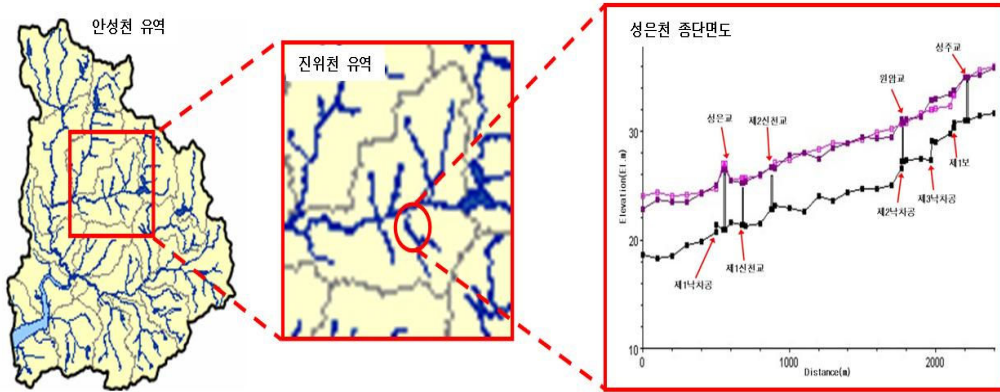 안성천 유역
진위천 유역
성은천 종단면도
성주교
원암교
성은교
제2신천교
제1보
제3낙차공
제2낙차공
제1신천교
제1낙차공
Elevation(El.m)
30
20
10
0
1000
2000
Distance(m)